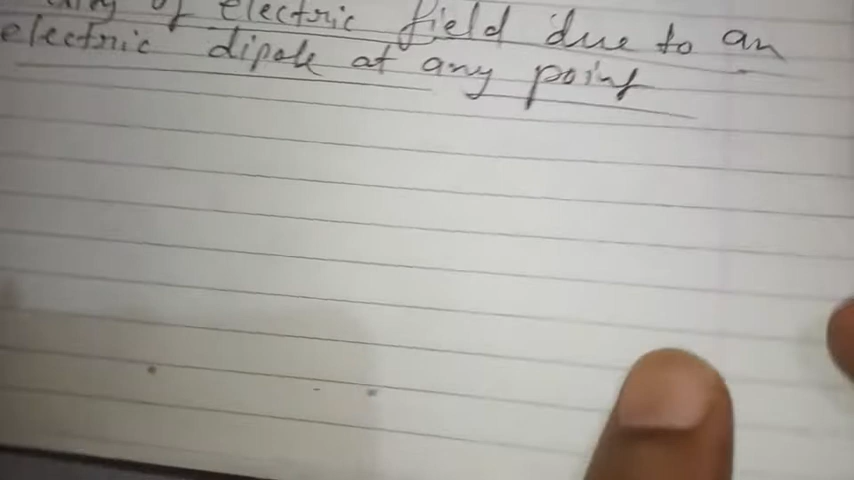 of electric field due to an
electric dipole at any point